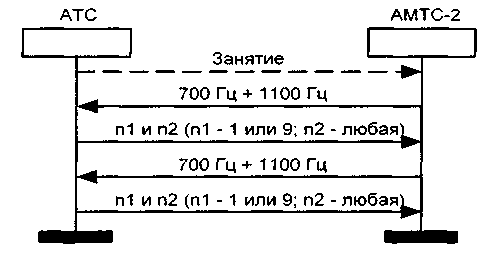 АТС
АМТС-2
Занятие
700 Гц + 1100 Гц
n1 и n2 (n1 - 1 или 9; n2 - любая)
700 Гц + 1100 Гц
n1 и n2 (n1 - 1 или 9; n2 - любая)